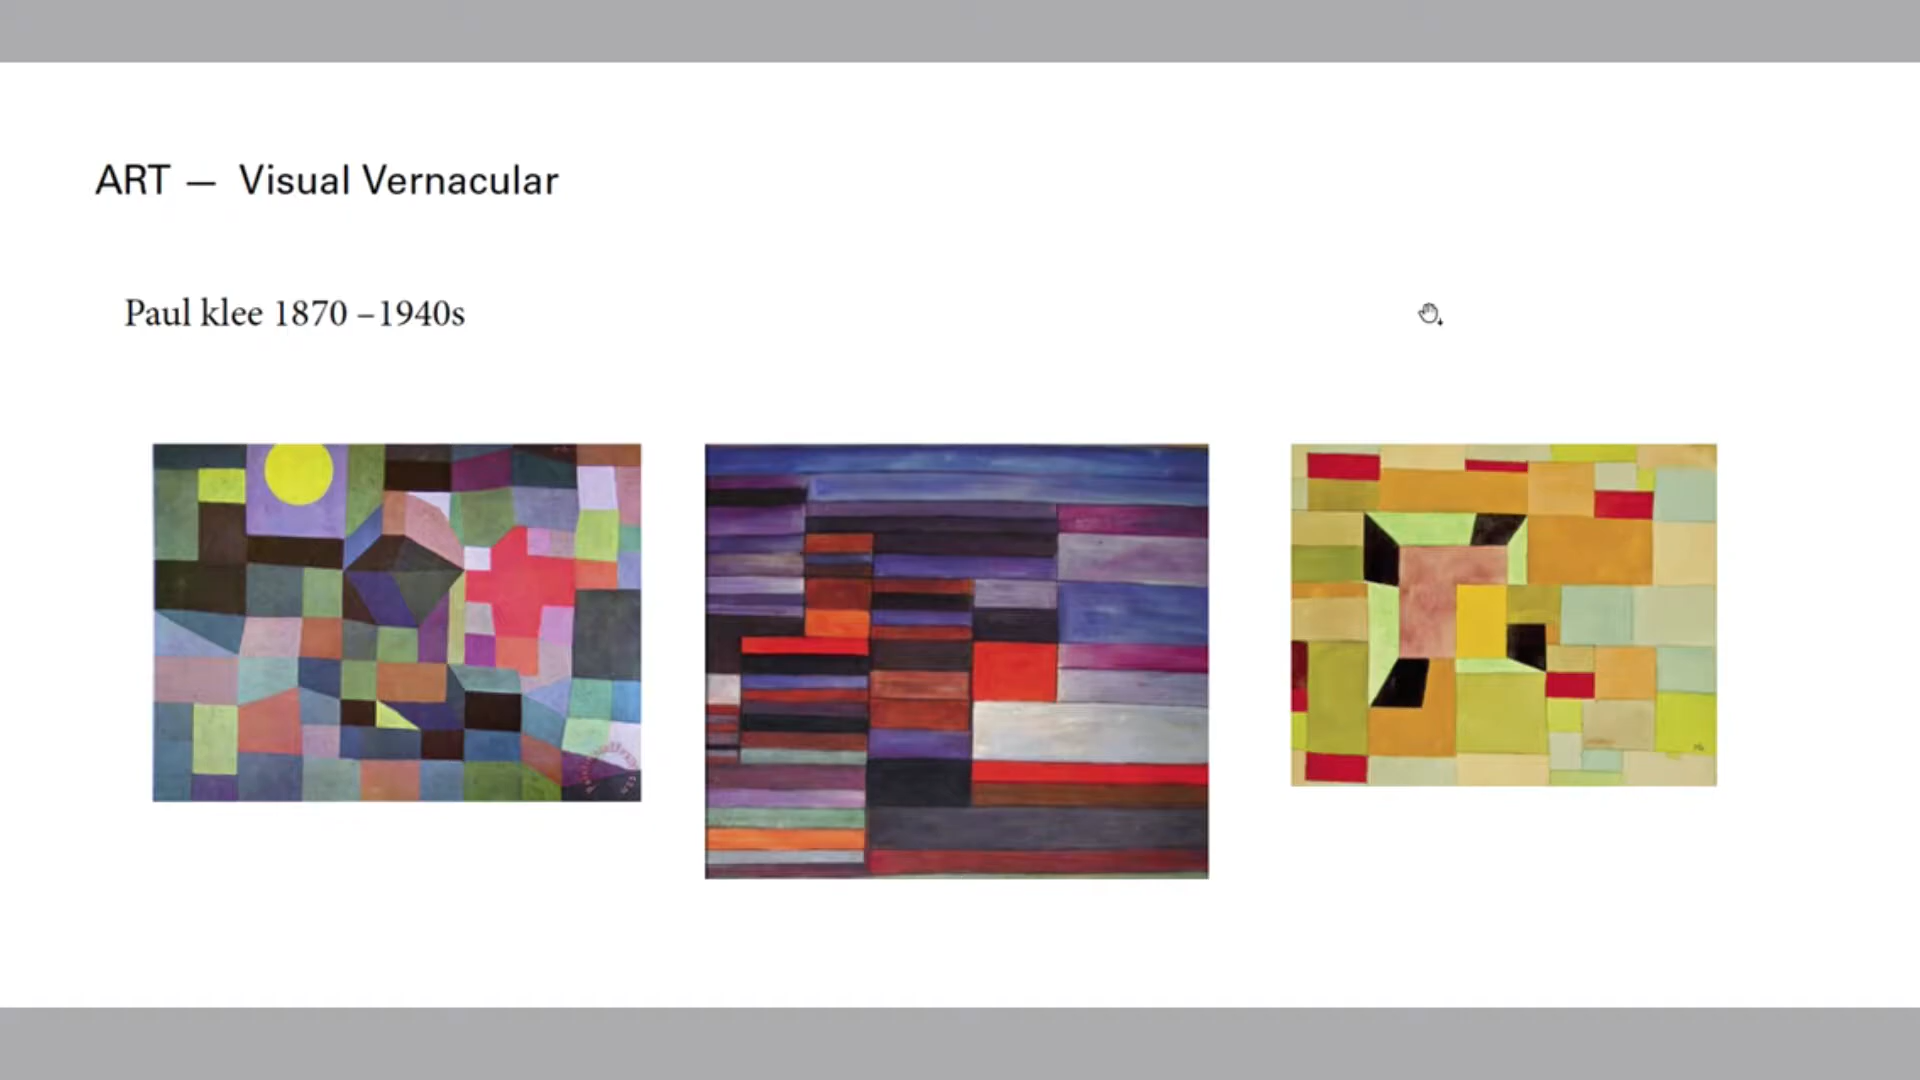 ART — Visual Vernacular
Paul klee 1870 –1940s